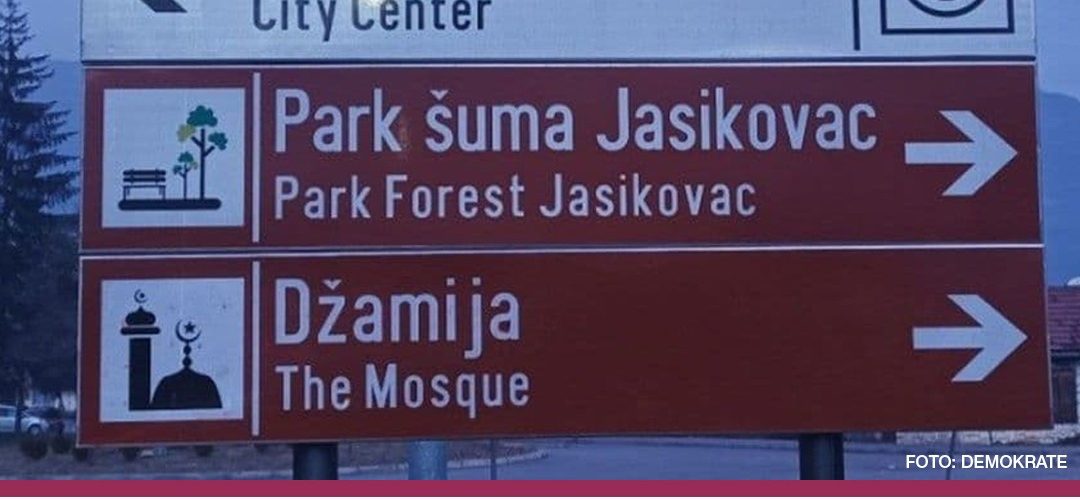 City Center
Park šuma Jasikovac
Park Forest Jasikovac
Džamija
The Mosque
FOTO: DEMOKRATE